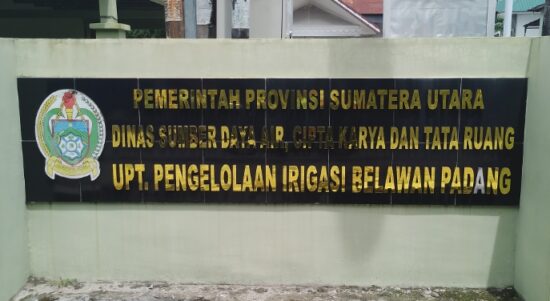 PEMERINTAH PROVINSI SUMATERA UTARA
DINAS SUMBER DAYA AIR, CIPTA KARYA DAN TATA RUANG
UPT. PENGELOLAAN IRIGASI BELAWAN PADANG